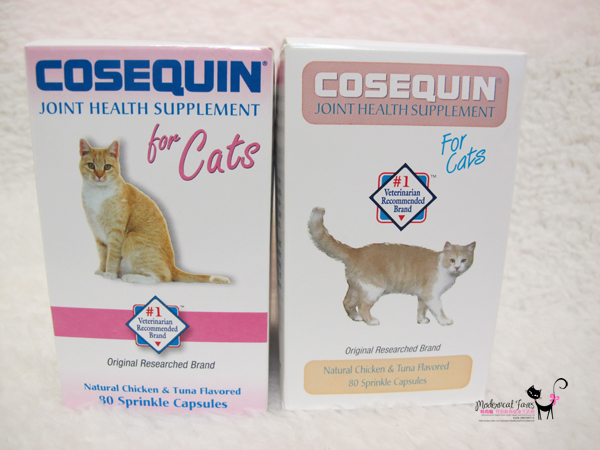 COSEQUIN®
JOINT HEALTH SUPPLEMENT
for Cats
#1
Veterinarian
Recommended
Brand
™
Original Researched Brand
Natural Chicken & Tuna Flavored
80 Sprinkle Capsules
COSEQUIN®
JOINT HEALTH SUPPLEMENT
For
Cats
#1
Veterinarian
Recommended
Brand
™
Original Researched Brand
Natural Chicken & Tuna Flavored
80 Sprinkle Capsules